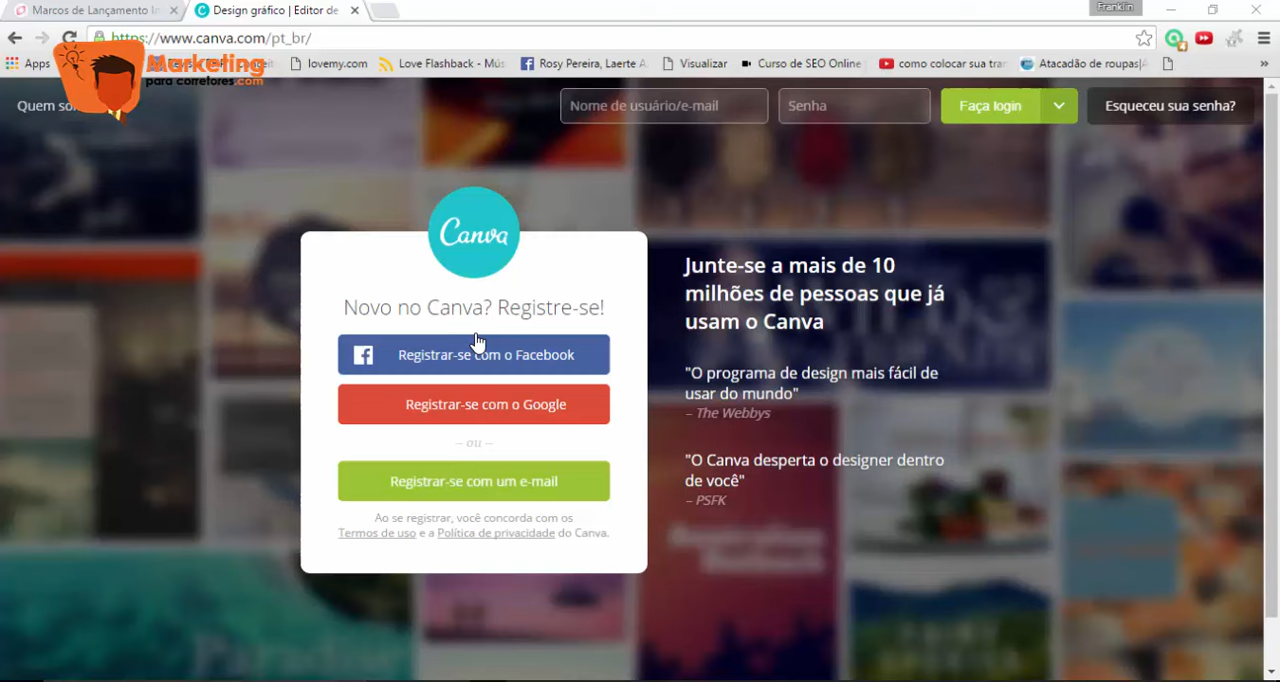 Marcos de Lançamento In
Design gráfico | Editor de
Franklin
https://www.canva.com/pt_br/
Apps
lovemy.com
Love Flashback - Mús
Rosy Pereira, Laerte A
Visualizar
Curso de SEO Online
como colocar sua tran
Atacadão de roupas|A
Marketing
para corretores.com
Quem so
Nome de usuário/e-mail
Senha
Faça login
Esqueceu sua senha?
Canva
Novo no Canva? Registre-se!
Registrar-se com o Facebook
Registrar-se com o Google
– ou –
Registrar-se com um e-mail
Ao se registrar, você concorda com os
Termos de uso e a Política de privacidade do Canva.
Junte-se a mais de 10
milhões de pessoas que já
usam o Canva
"O programa de design mais fácil de
usar do mundo"
– The Webbys
"O Canva desperta o designer dentro
de você"
– PSFK